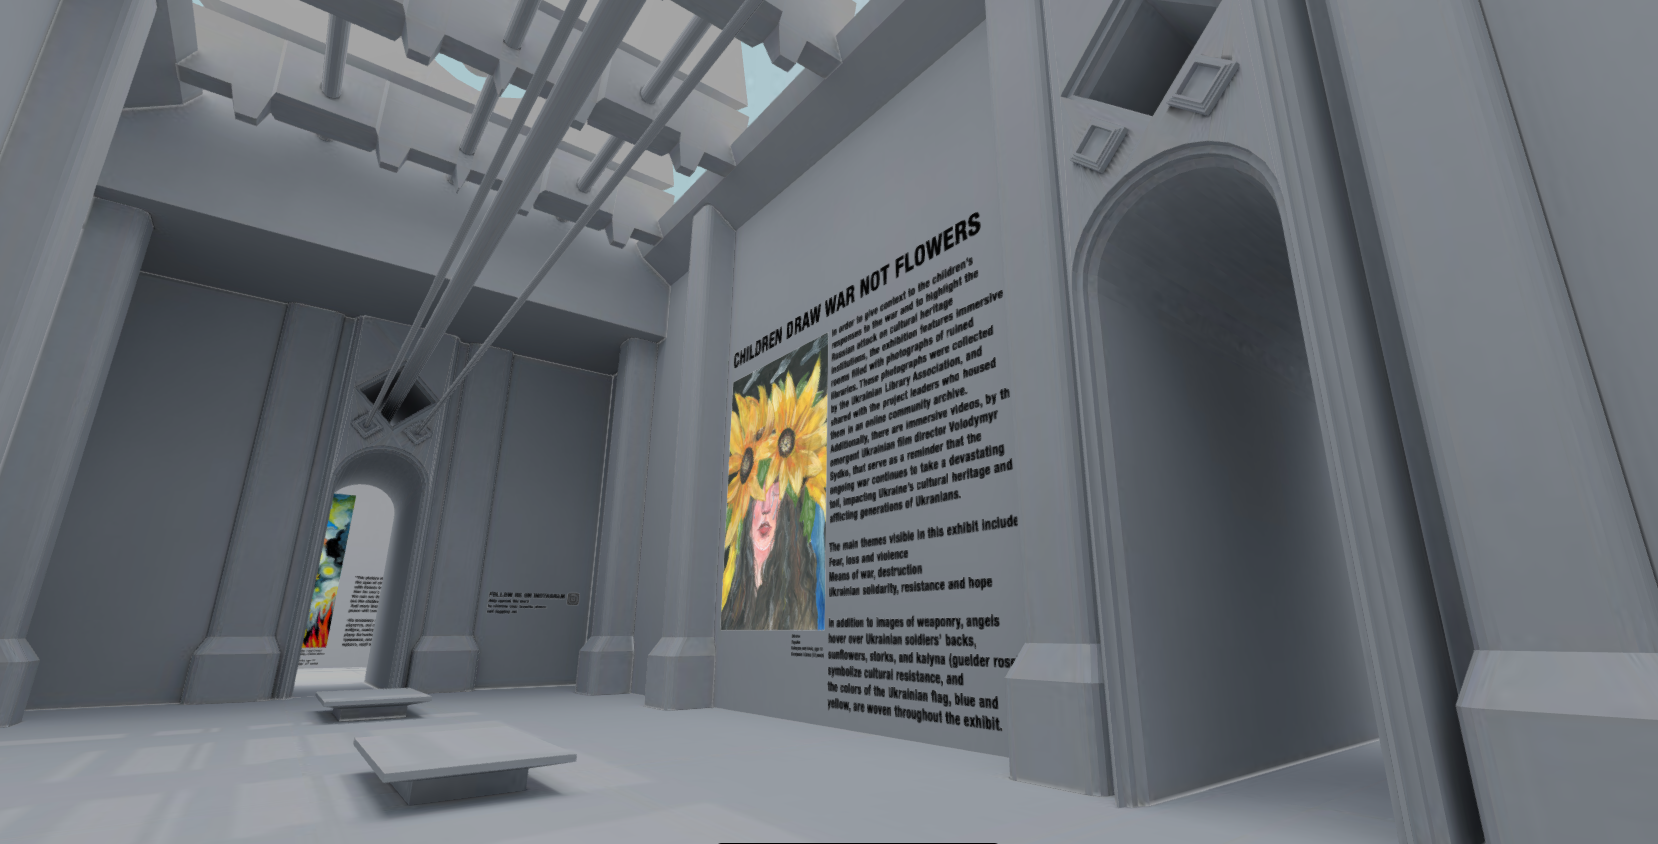 CHILDREN DRAW WAR NOT FLOWERS
In order to give context to the children's
responses to the war and to highlight the
Russian attack on cultural heritage
institutions, the exhibition features immersive
rooms filled with photographs of ruined
libraries. These photographs were collected
by the Ukrainian Library Association, and
shared with the project leaders who housed
them in an online community archive.
Additionally, there are immersive videos, by th
emergent Ukrainian film director Volodymyr
Sydko, that serve as a reminder that the
ongoing war continues to take a devastating
toll, impacting Ukraine's cultural heritage and
afflicting generations of Ukranians.
The main themes visible in this exhibit include
Fear, loss and violence
Means of war, destruction
Ukrainian solidarity, resistance and hope
In addition to images of weaponry, angels
hover over Ukrainian soldiers' backs,
sunflowers, storks, and kalyna (guelder rose
symbolize cultural resistance, and
the colors of the Ukrainian flag, blue and
yellow, are woven throughout the exhibit.
FOLLOW US ON INSTAGRAM